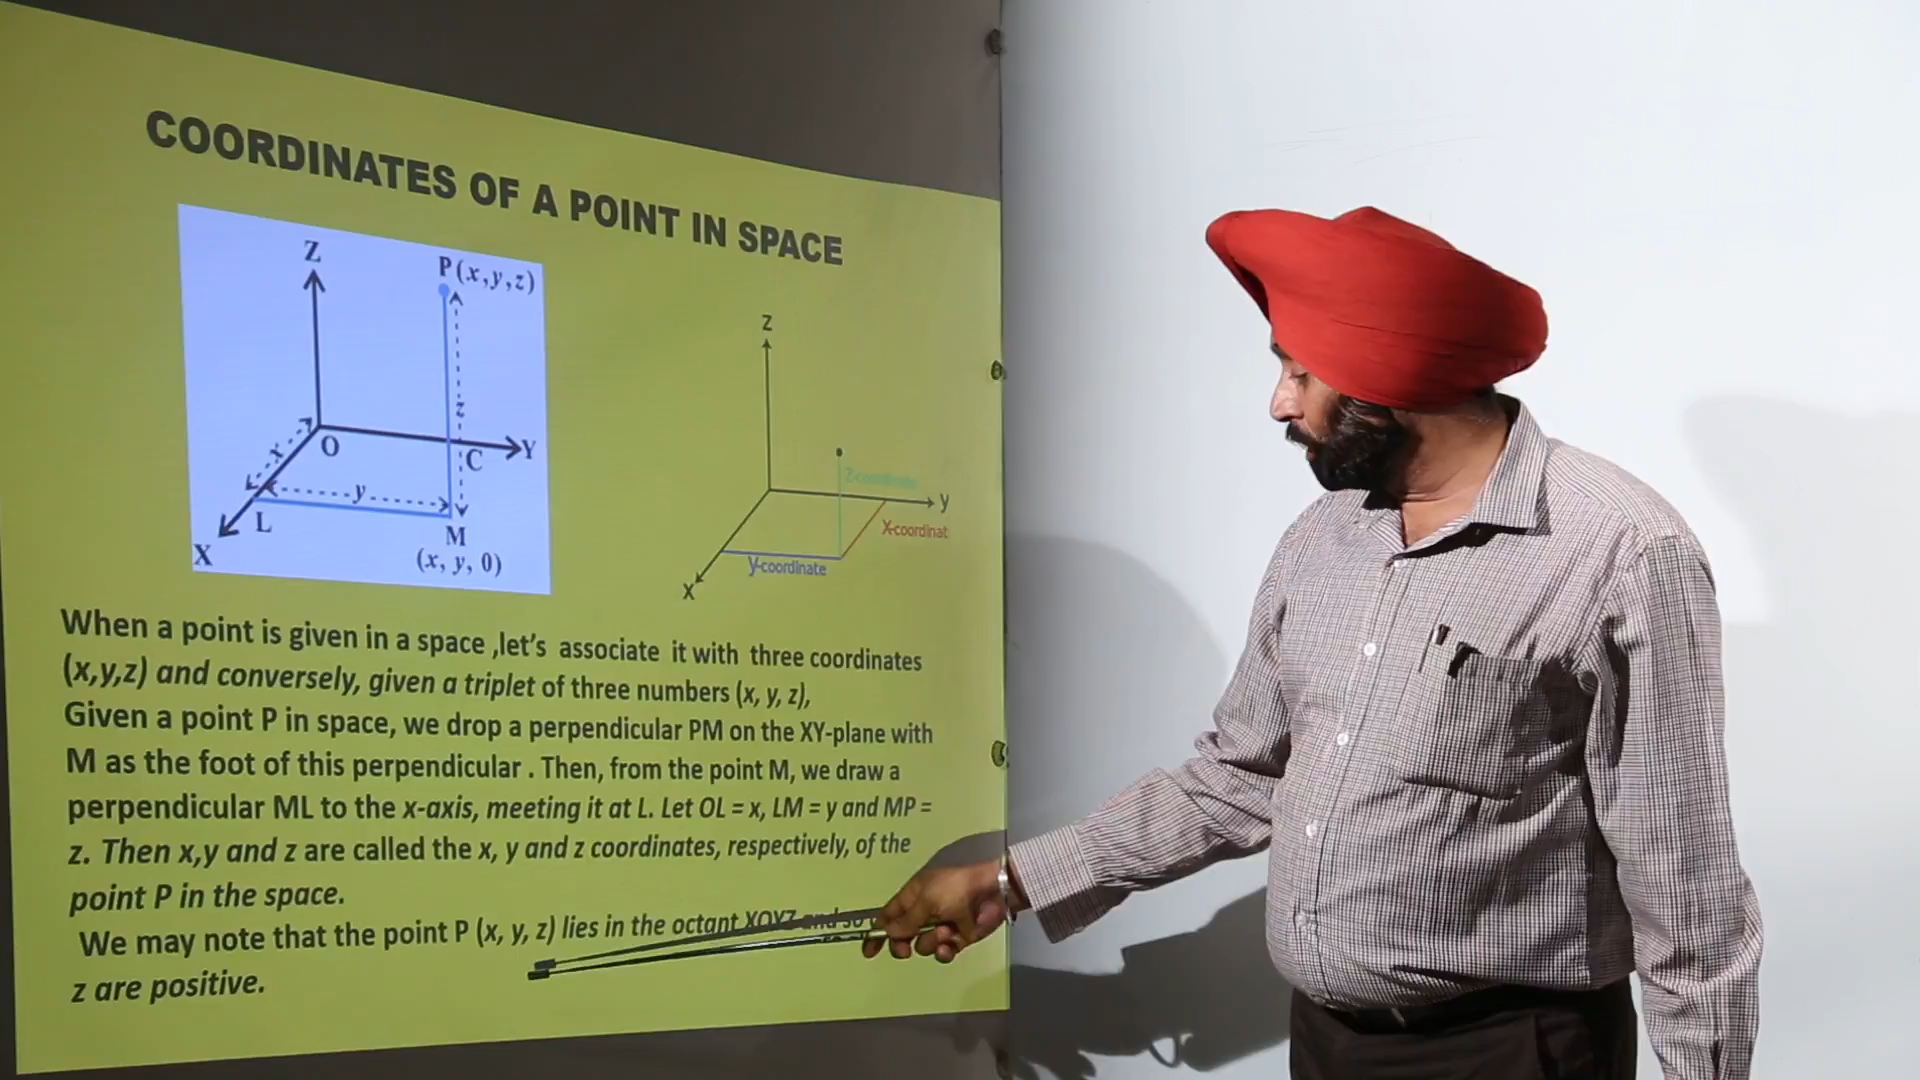 COORDINATES OF A POINT IN SPACE
Z
P(x,y,z)
z
O
C
Y
x
y
L
M
X
(x, y, 0)
z
Z-coordinate
y
X-coordinat
y-coordinate
x
When a point is given in a space ,let's associate it with three coordinates
(x,y,z) and conversely, given a triplet of three numbers (x, y, z),
Given a point P in space, we drop a perpendicular PM on the XY-plane with
M as the foot of this perpendicular . Then, from the point M, we draw a
perpendicular ML to the x-axis, meeting it at L. Let OL = x, LM = y and MP =
z. Then x,y and z are called the x, y and z coordinates, respectively, of the
point P in the space.
We may note that the point P (x, y, z) lies in the octant XOYZ and so
z are positive.